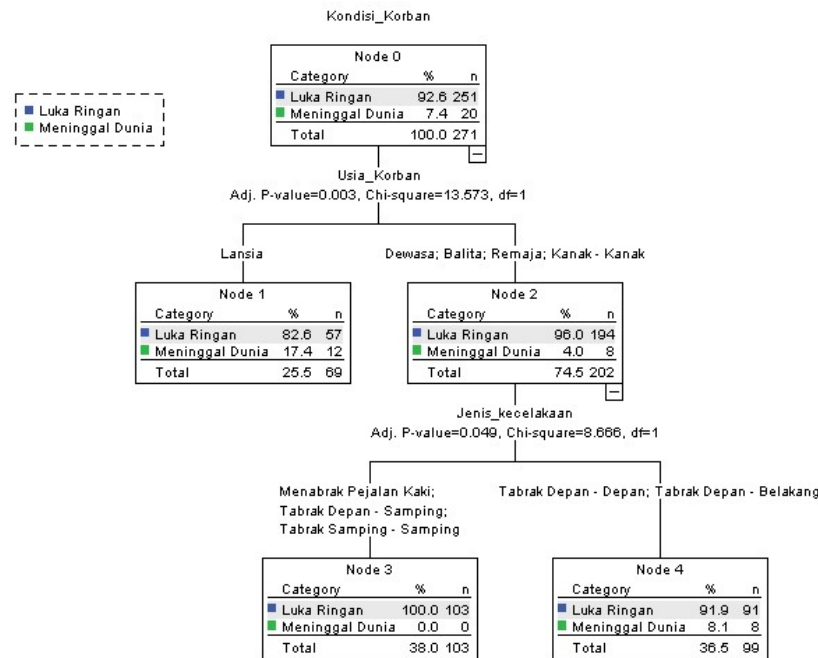 Kondisi_Korban
Luka Ringan
Meninggal Dunia
Node 0
Category % n
Luka Ringan 92.6 251
Meninggal Dunia 7.4 20
Total 100.0 271
Usia_Korban
Adj. P-value=0.003, Chi-square=13.573, df=1
Lansia
Dewasa; Balita; Remaja; Kanak - Kanak
Node 1
Category % n
Luka Ringan 82.6 57
Meninggal Dunia 17.4 12
Total 25.5 69
Node 2
Category % n
Luka Ringan 96.0 194
Meninggal Dunia 4.0 8
Total 74.5 202
Jenis_kecelakaan
Adj. P-value=0.049, Chi-square=8.666, df=1
Menabrak Pejalan Kaki;
Tabrak Depan - Samping;
Tabrak Samping - Samping
Tabrak Depan - Depan; Tabrak Depan - Belakang
Node 3
Category % n
Luka Ringan 100.0 103
Meninggal Dunia 0.0 0
Total 38.0 103
Node 4
Category % n
Luka Ringan 91.9 91
Meninggal Dunia 8.1 8
Total 36.5 99